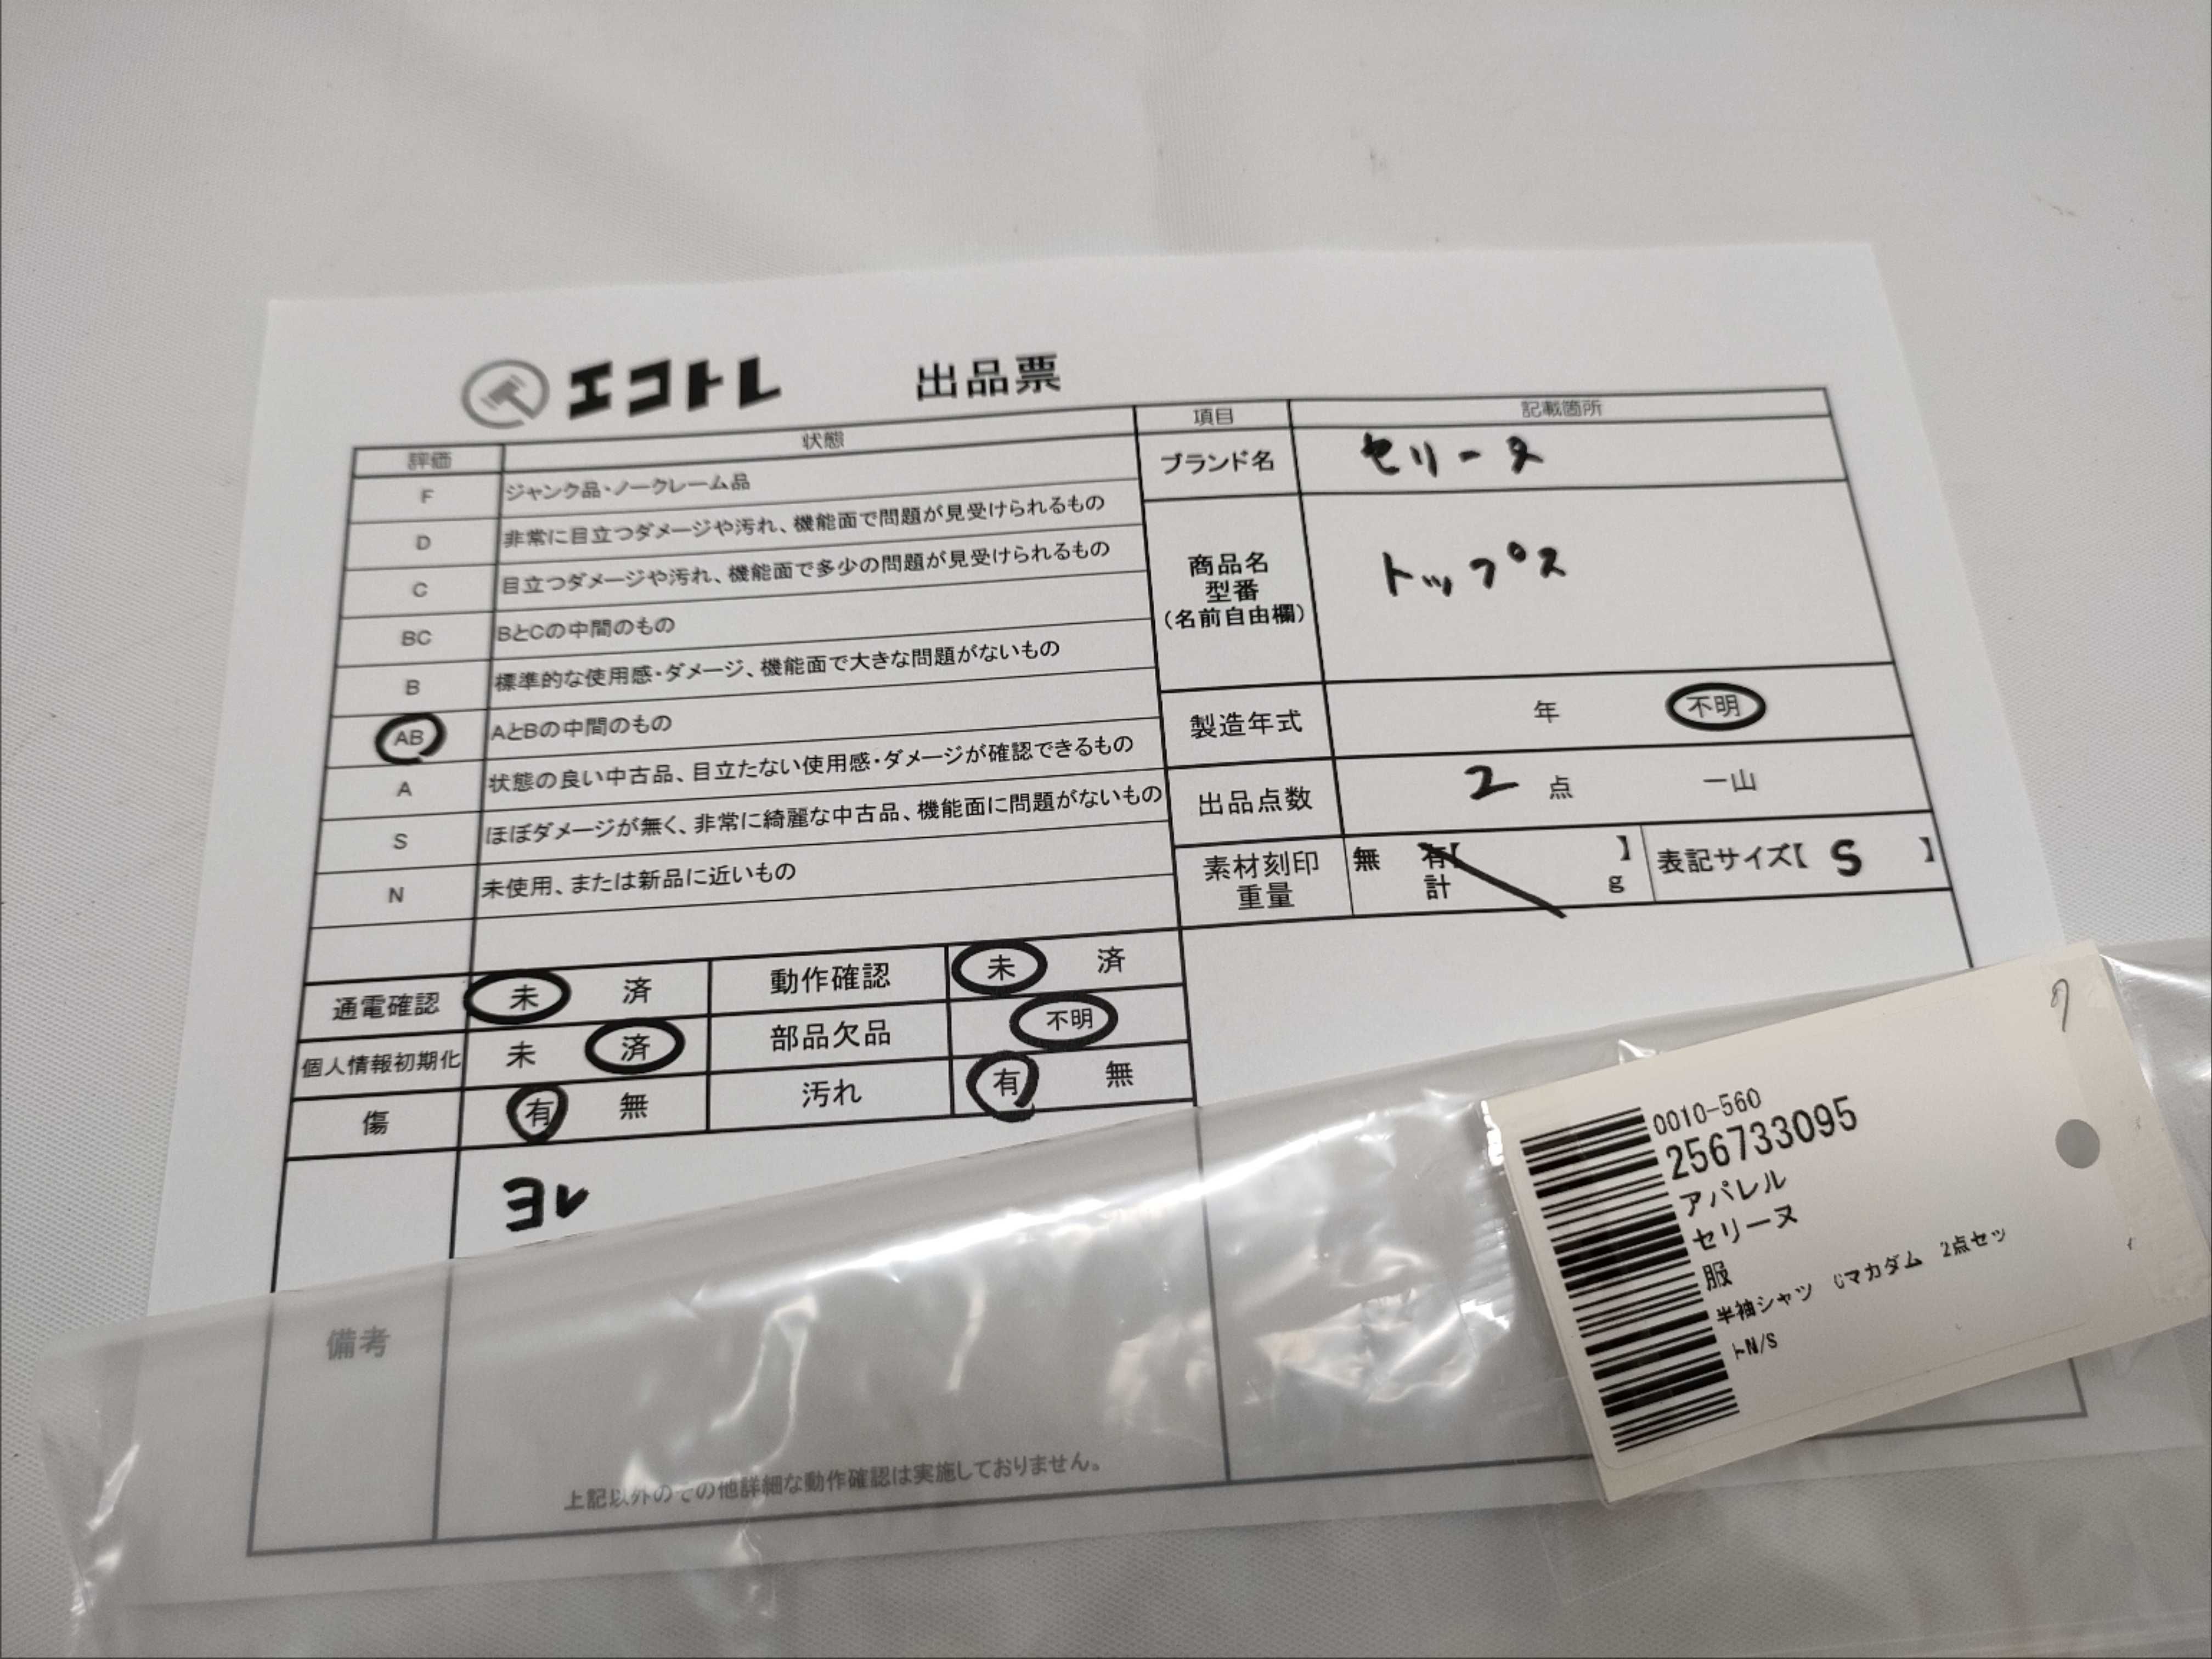 エコトレ 出品票
評価 状態
F ジャンク品・ノークレーム品
D 非常に目立つダメージや汚れ、機能面で問題が見受けられるもの
C 目立つダメージや汚れ、機能面で多少の問題が見受けられるもの
BC BとCの中間のもの
B 標準的な使用感・ダメージ、機能面で大きな問題がないもの
AB AとBの中間のもの
A 状態の良い中古品、目立たない使用感・ダメージが確認できるもの
S ほぼダメージが無く、非常に綺麗な中古品、機能面に問題がないもの
N 未使用、または新品に近いもの
項目 記載箇所
ブランド名 セリーヌ
商品名
型番
(名前自由欄)
トップス
製造年式 年 不明
出品点数 2 点 一山
素材刻印
重量
無 有【 】
計 g
表記サイズ【 S 】
通電確認 未 済 動作確認 未 済
個人情報初期化 未 済 部品欠品 不明
傷 有 無 汚れ 有 無
ヨレ
備考
上記以外のその他詳細な動作確認は実施しておりません。
0010-560
256733095
アパレル
セリーヌ
服
半袖シャツ Cマカダム 2点セッ
トN/S